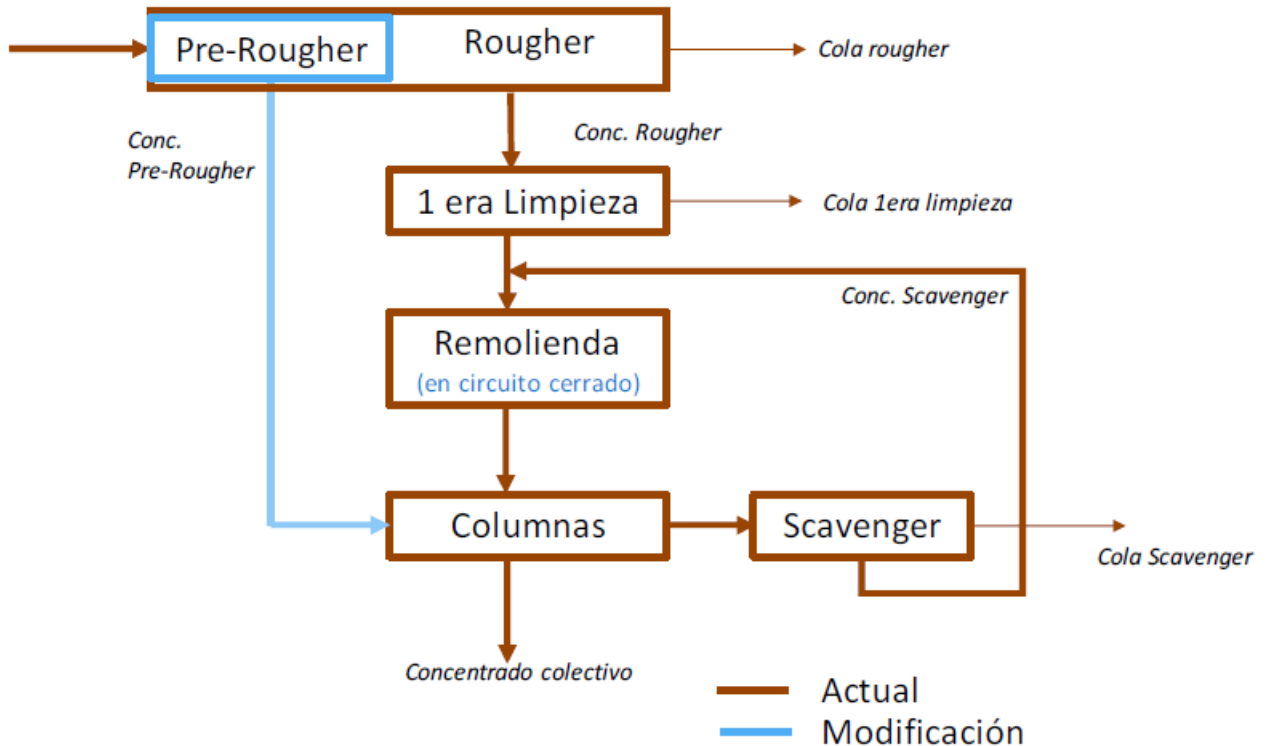 Pre-Rougher
Rougher
Cola rougher
Conc.
Pre-Rougher
Conc. Rougher
1 era Limpieza
Cola 1era limpieza
Conc. Scavenger
Remolienda
(en circuito cerrado)
Columnas
Scavenger
Cola Scavenger
Concentrado colectivo
Actual
Modificación